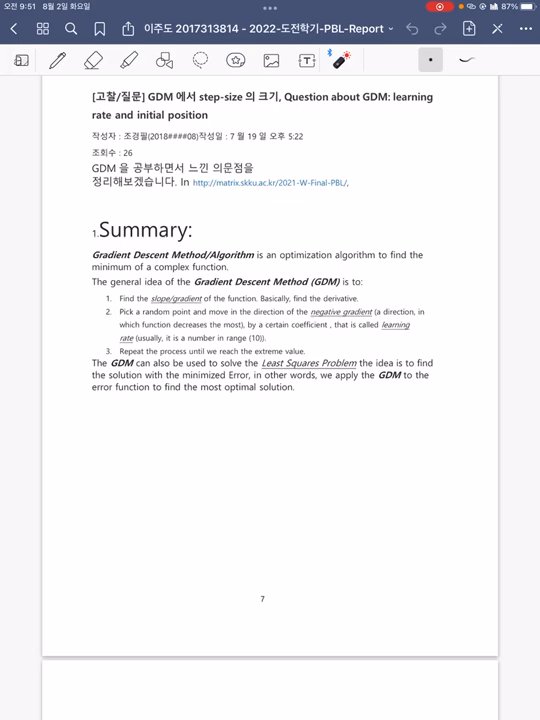 오전 9:51 8월 2일 화요일
87%
이주도 2017313814 - 2022-도전학기-PBL-Report
[고찰/질문] GDM 에서 step-size 의 크기, Question about GDM: learning
rate and initial position
작성자 : 조경필(2018####08)작성일 : 7 월 19 일 오후 5:22
조회수 : 26
GDM 을 공부하면서 느낀 의문점을
정리해보겠습니다. In http://matrix.skku.ac.kr/2021-W-Final-PBL/,
1.Summary:
Gradient Descent Method/Algorithm is an optimization algorithm to find the
minimum of a complex function.
The general idea of the Gradient Descent Method (GDM) is to:
1. Find the slope/gradient of the function. Basically, find the derivative.
2. Pick a random point and move in the direction of the negative gradient (a direction, in
which function decreases the most), by a certain coefficient , that is called learning
rate (usually, it is a number in range (10)).
3. Repeat the process until we reach the extreme value.
The GDM can also be used to solve the Least Squares Problem the idea is to find
the solution with the minimized Error, in other words, we apply the GDM to the
error function to find the most optimal solution.
7